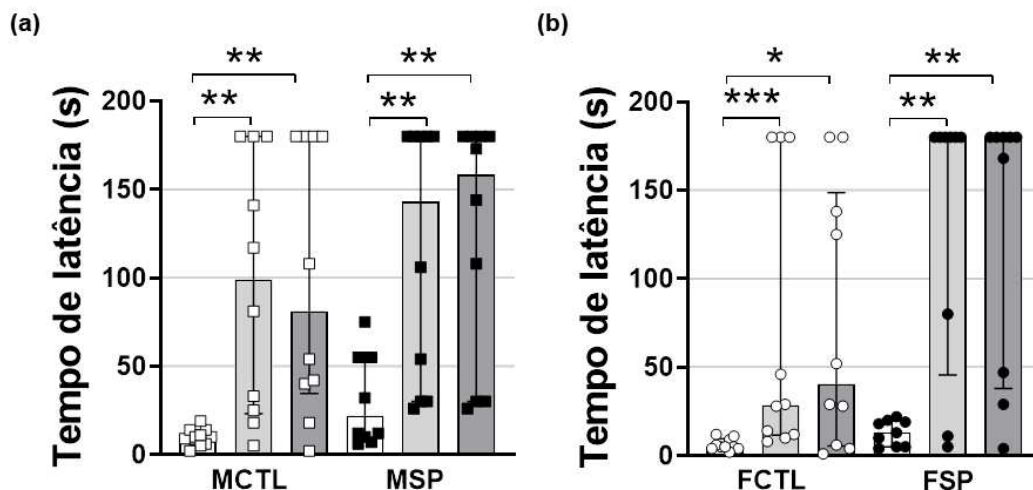 (a)
Tempo de latência (s)
200
150
100
50
0
**
**
**
**
MCTL
MSP
(b)
Tempo de latência (s)
200
150
100
50
0
*
***
**
**
FCTL
FSP